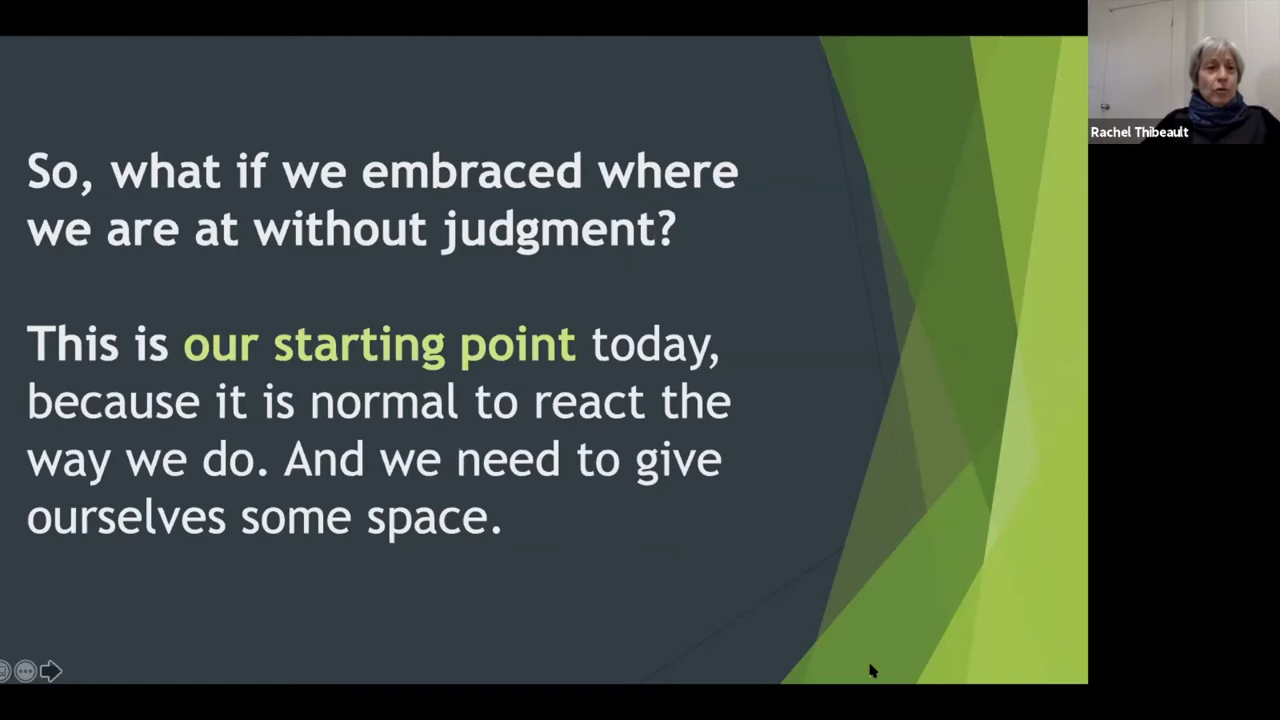 So, what if we embraced where
we are at without judgment?
This is our starting point today,
because it is normal to react the
way we do. And we need to give
ourselves some space.
Rachel Thibeault